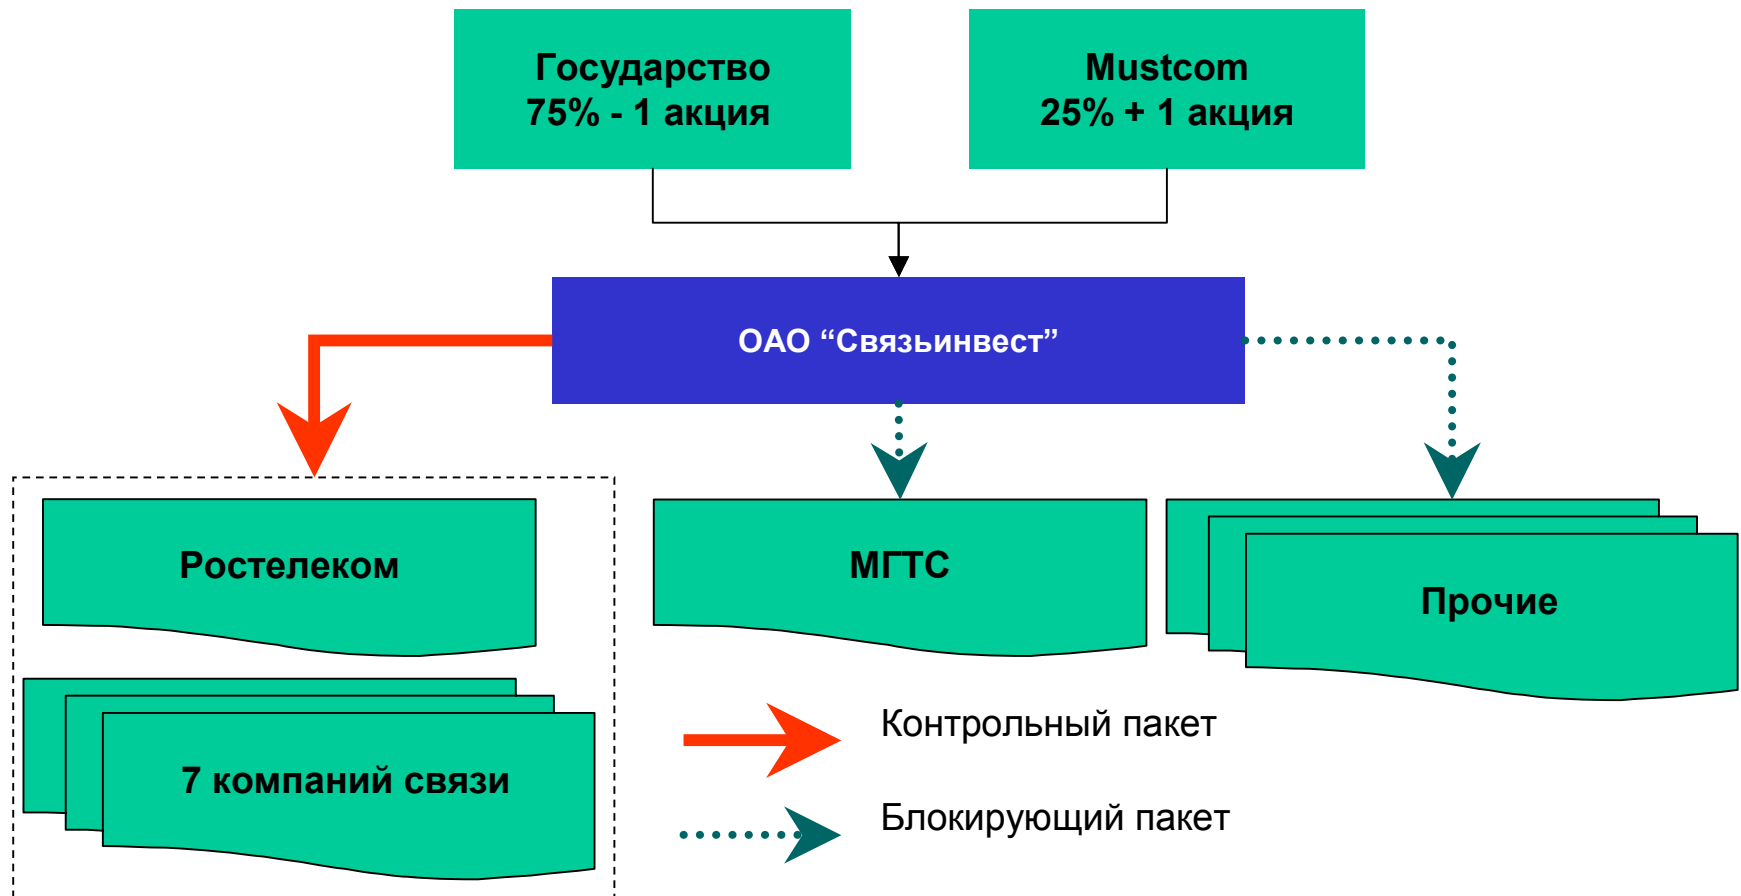 Государство
75% - 1 акция
Mustcom
25% + 1 акция
ОАО “Связьинвест”
Ростелеком
МГТС
Прочие
7 компаний связи
Контрольный пакет
Блокирующий пакет